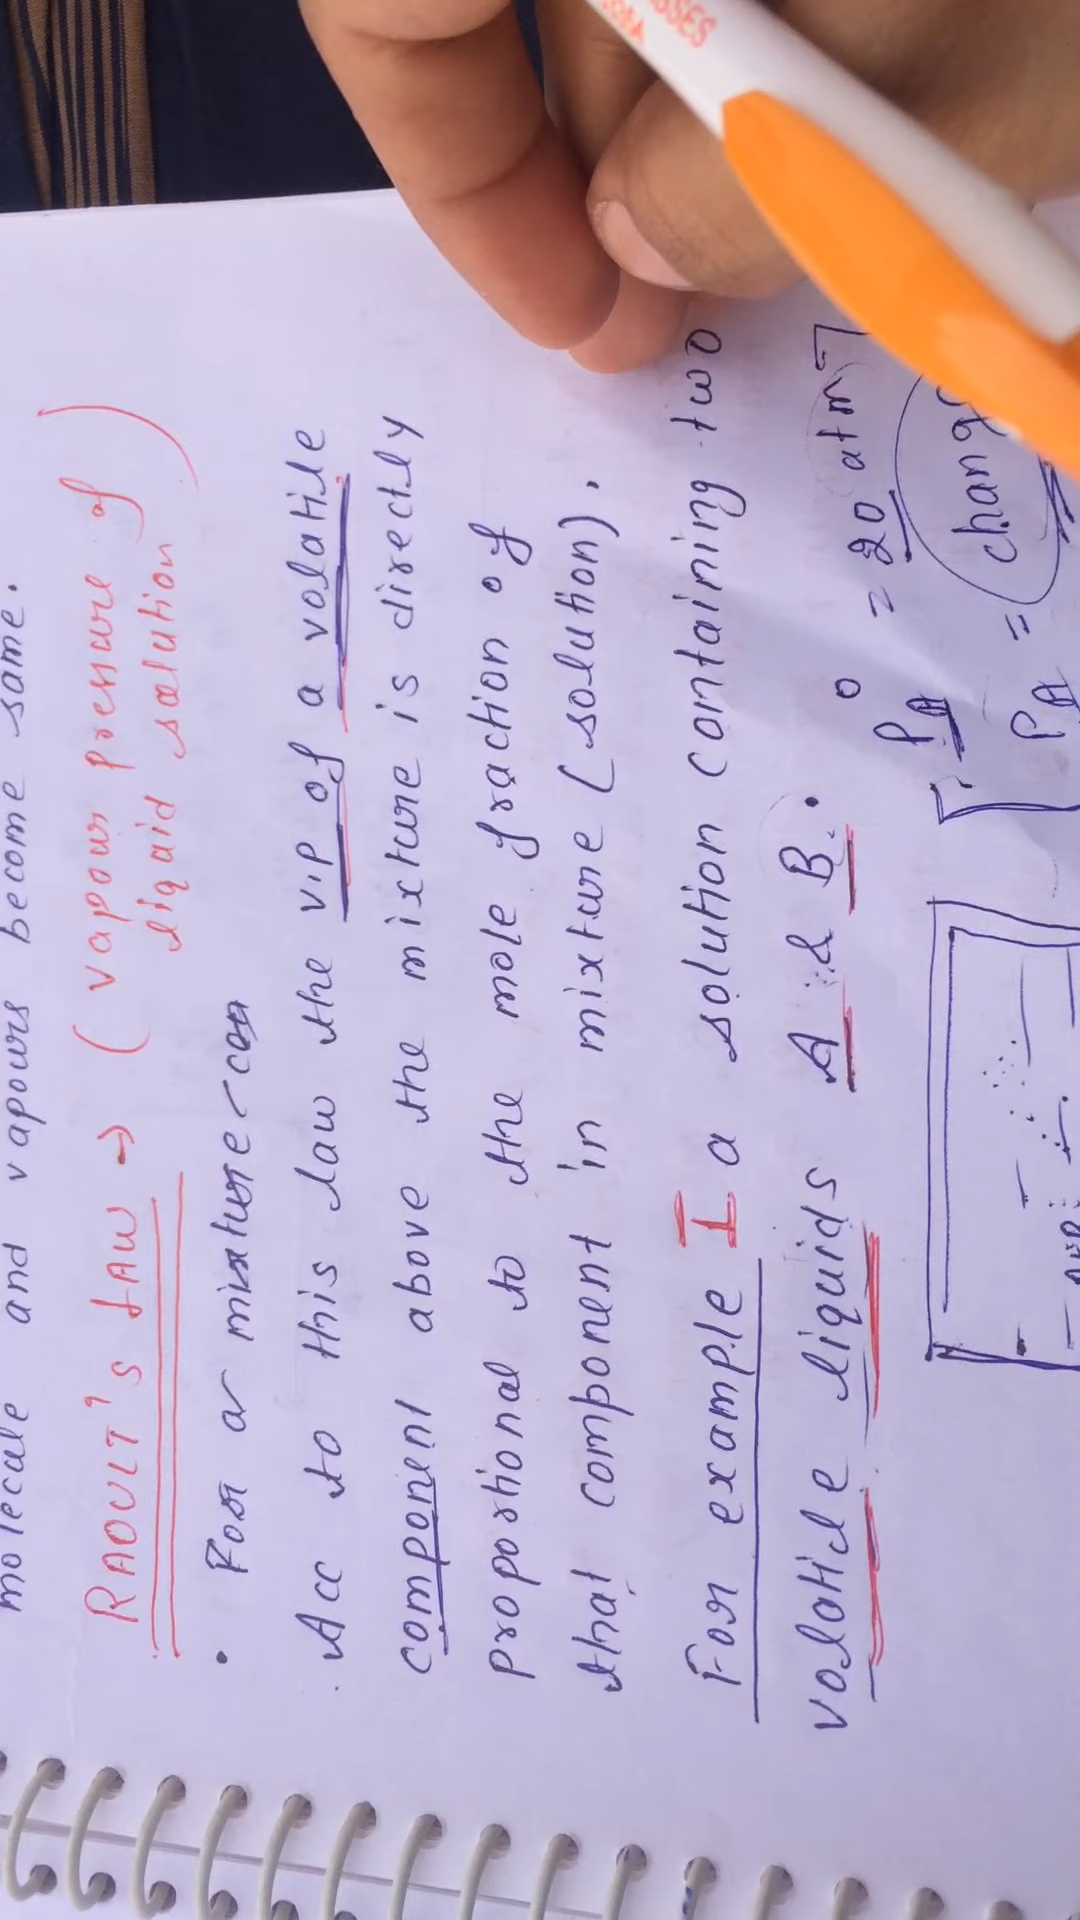 molecule and vapours become same.
RAOULT's LAW → ( vapour pressure of
liquid solution )
• For a mixture
Acc to this law the v.p of a volatile
component above the mixture is directly
proportional to the mole fraction of
that component in mixture (solution).
For example I a solution containing two
volatile liquids A & B.
PA° = 20 atm
PA = chang